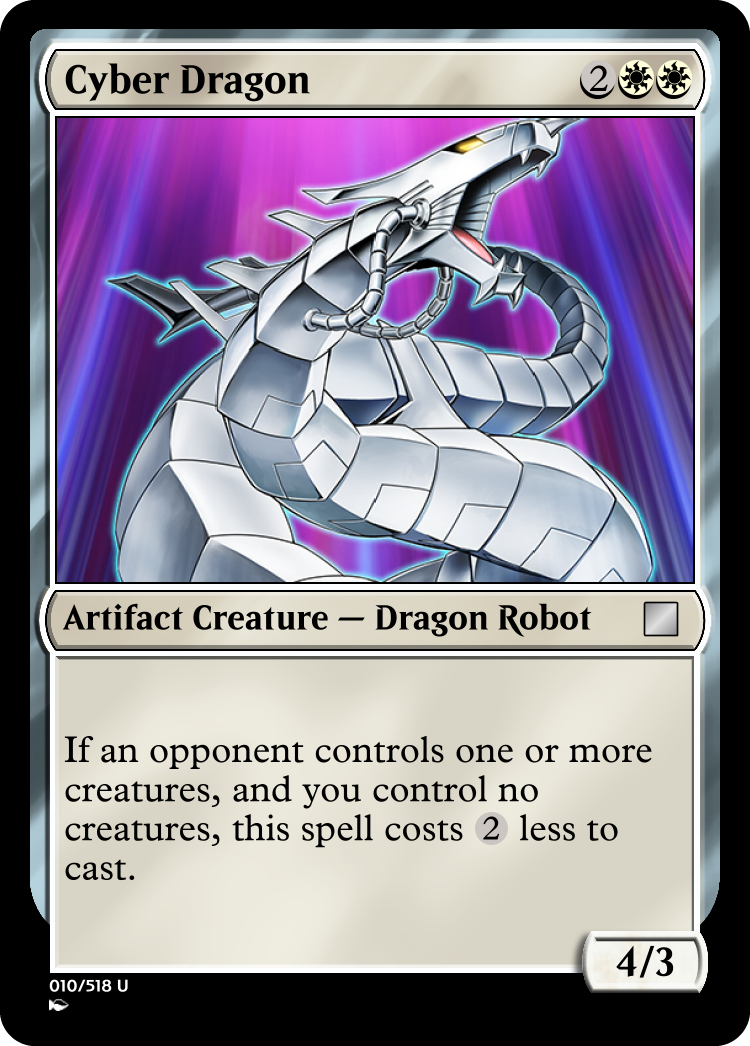 Cyber Dragon 2
Artifact Creature — Dragon Robot
If an opponent controls one or more
creatures, and you control no
creatures, this spell costs 2 less to
cast.
4/3
010/518 U